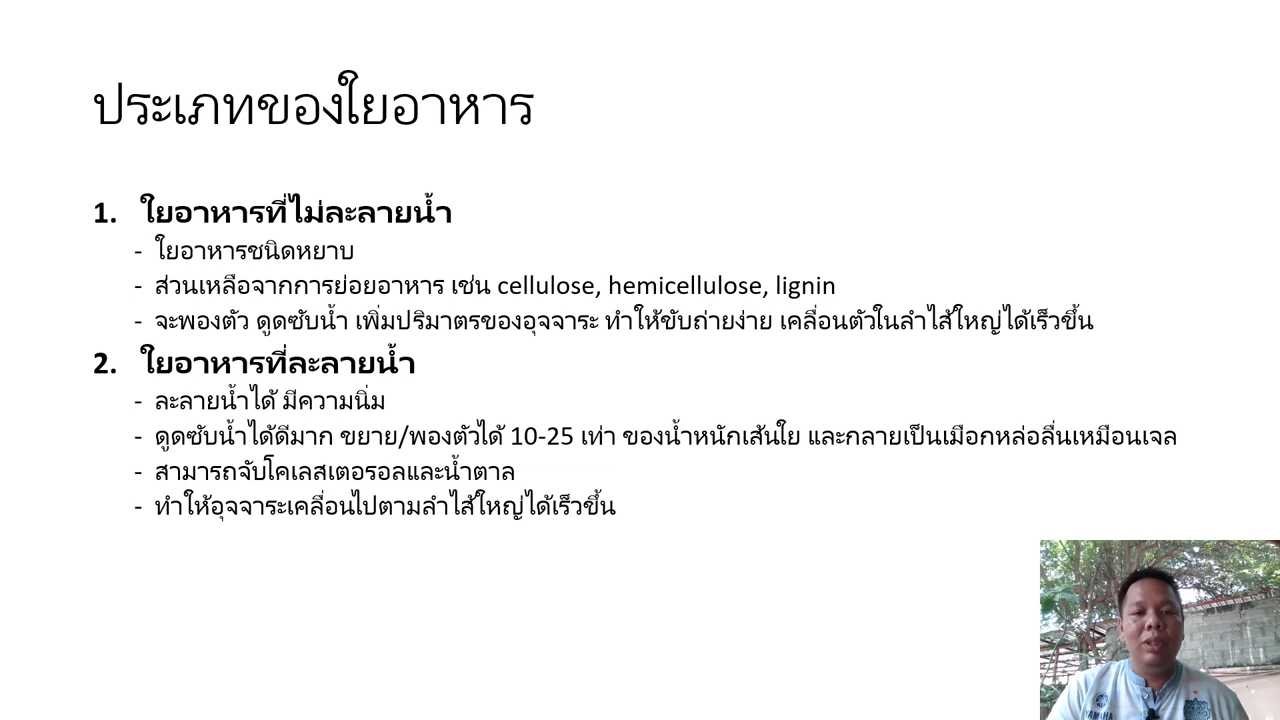 ประเภทของใยอาหาร
1. ใยอาหารที่ไม่ละลายน้ำ
- ใยอาหารชนิดหยาบ
- ส่วนเหลือจากการย่อยอาหาร เช่น cellulose, hemicellulose, lignin
- จะพองตัว ดูดซับน้ำ เพิ่มปริมาตรของอุจจาระ ทำให้ขับถ่ายง่าย เคลื่อนตัวในลำไส้ใหญ่ได้เร็วขึ้น
2. ใยอาหารที่ละลายน้ำ
- ละลายน้ำได้ มีความนิ่ม
- ดูดซับน้ำได้ดีมาก ขยาย/พองตัวได้ 10-25 เท่า ของน้ำหนักเส้นใย และกลายเป็นเมือกหล่อลื่นเหมือนเจล
- สามารถจับโคเลสเตอรอลและน้ำตาล
- ทำให้อุจจาระเคลื่อนไปตามลำไส้ใหญ่ได้เร็วขึ้น
YAMAHA